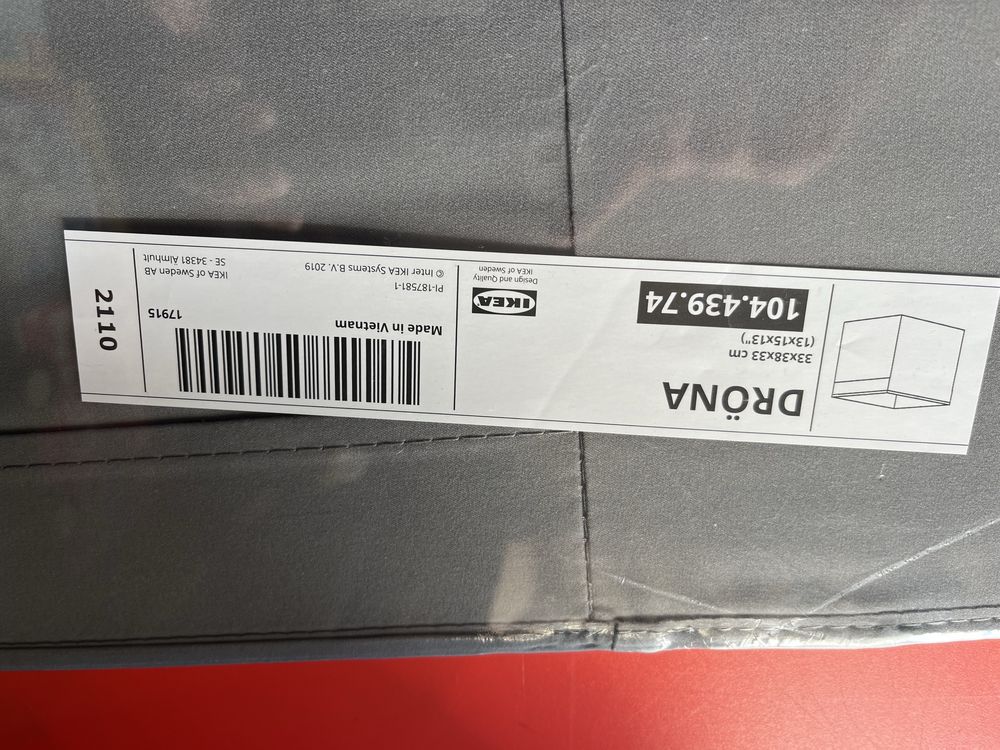 DRÖNA
33x38x33 cm
(13x15x13")
104.439.74
IKEA
Design and Quality
IKEA of Sweden
Made in Vietnam
17915
PI-187581-1
© Inter IKEA Systems B.V. 2019
IKEA of Sweden AB
SE - 34381 Älmhult
2110